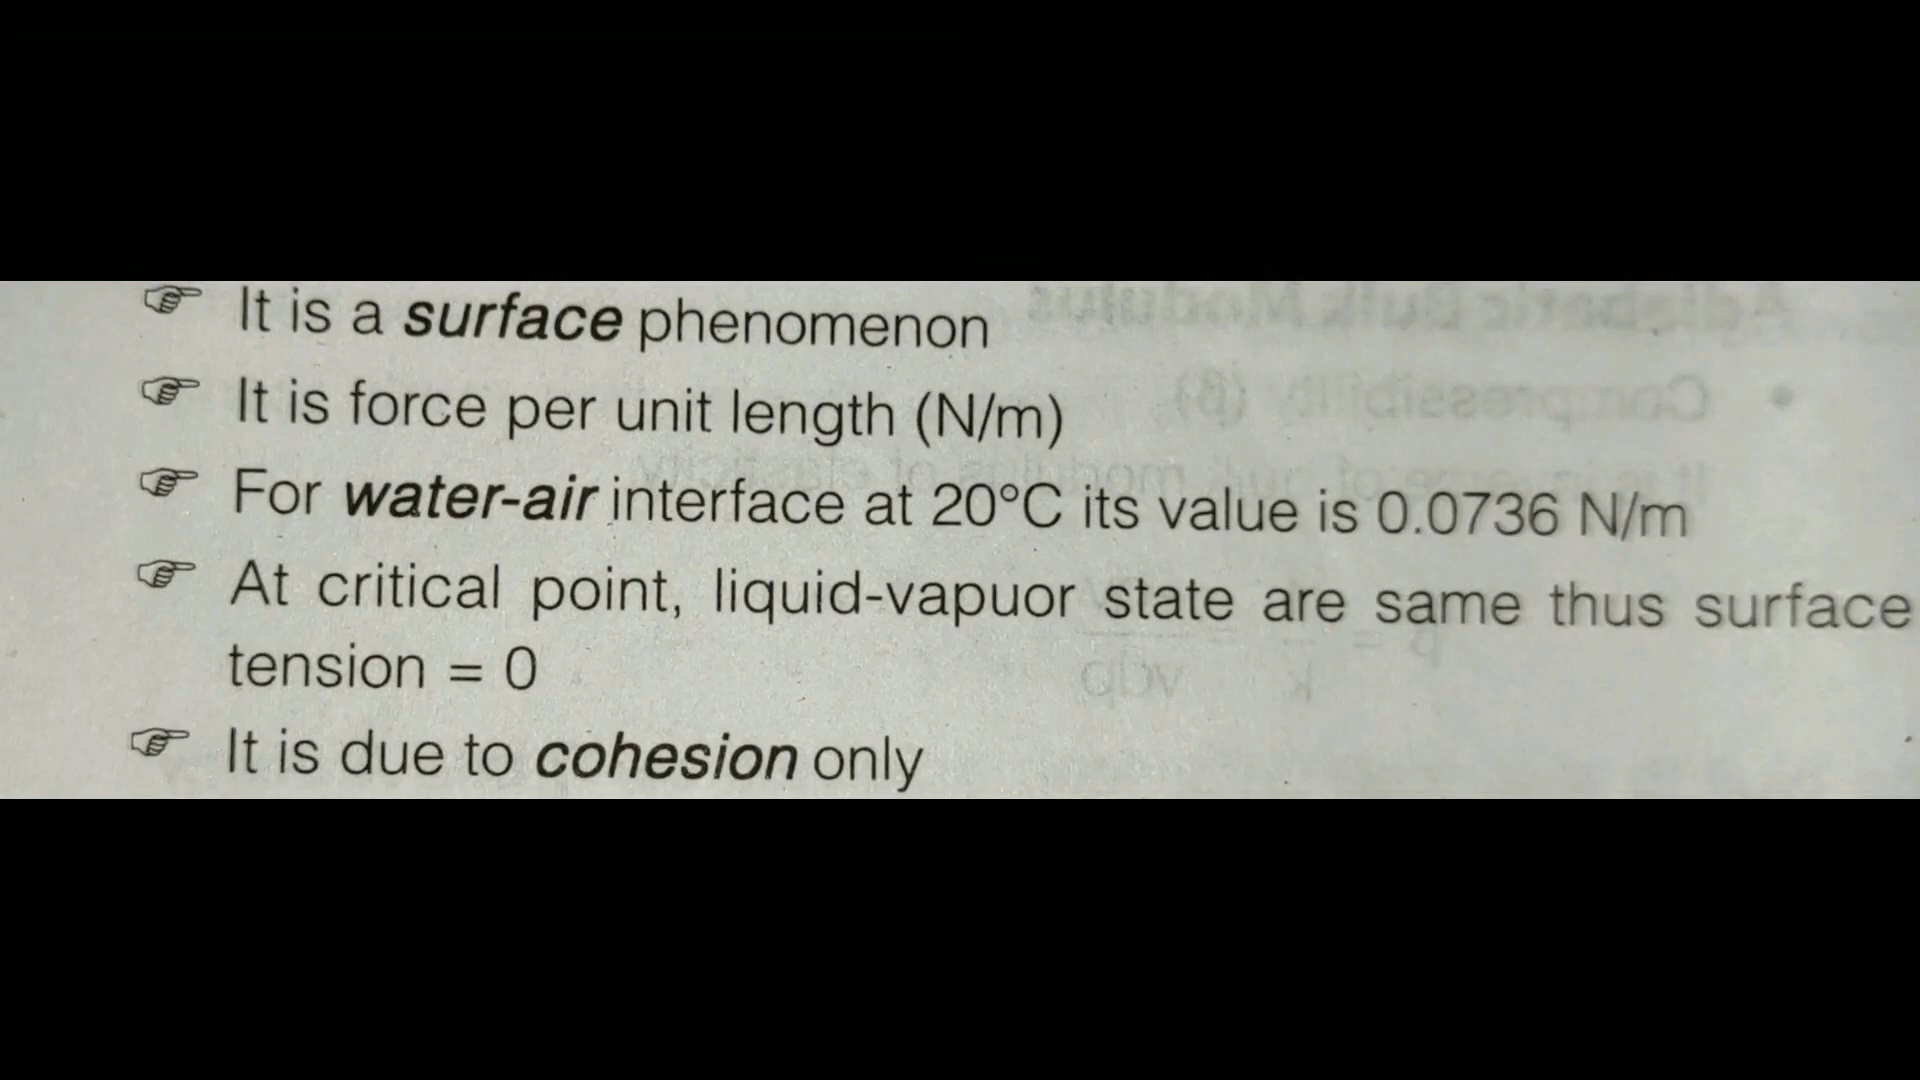 ☞ It is a surface phenomenon
☞ It is force per unit length (N/m)
☞ For water-air interface at 20°C its value is 0.0736 N/m
☞ At critical point, liquid-vapuor state are same thus surface
tension = 0
☞ It is due to cohesion only